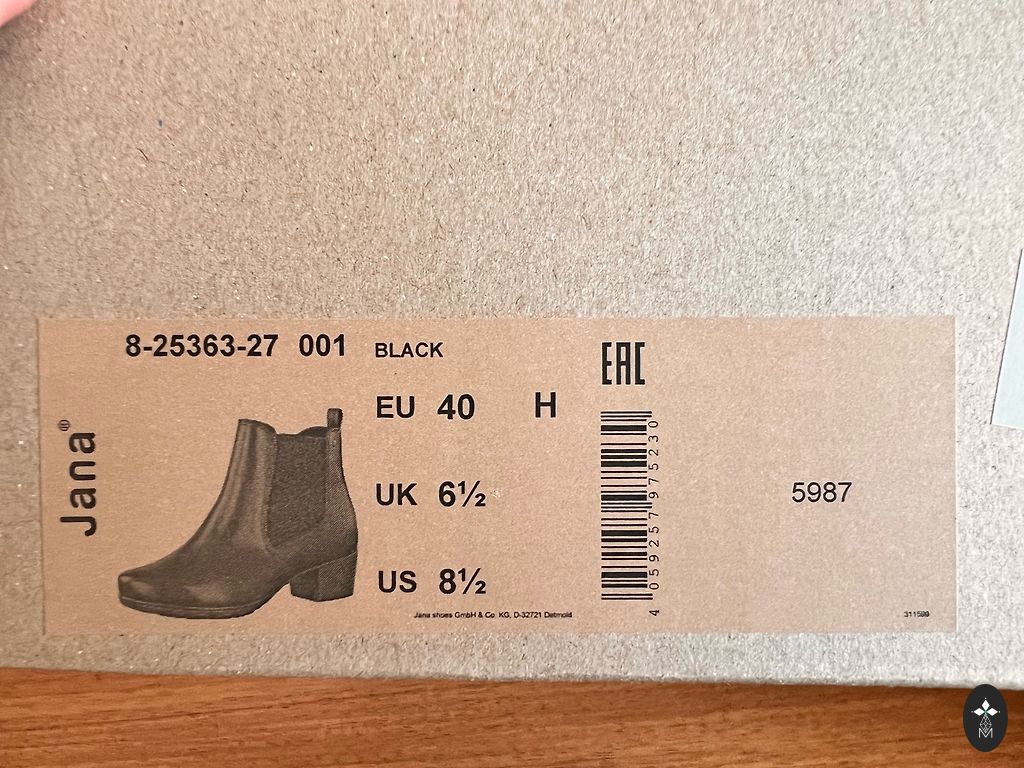 8-25363-27 001 BLACK
Jana®
EU 40 H
UK 6½
US 8½
Jana shoes GmbH & Co. KG, D-32721 Detmold
EAC
4 059257 975230
5987
311599
M